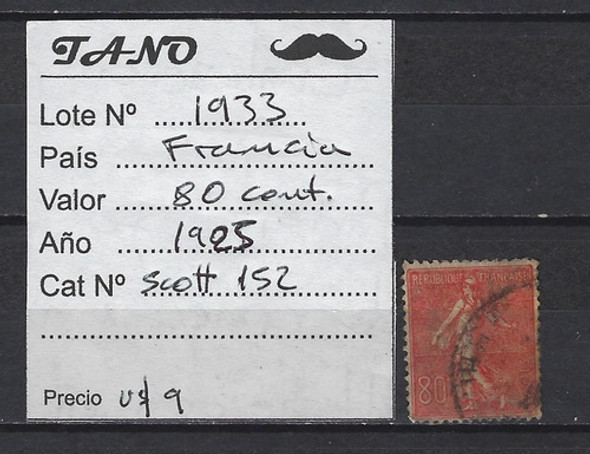 TANO
Lote Nº 1933
País Francia
Valor 80 cent.
Año 1925
Cat Nº Scott 152
Precio U$ 9
REPUBLIQUE FRANÇAISE
80